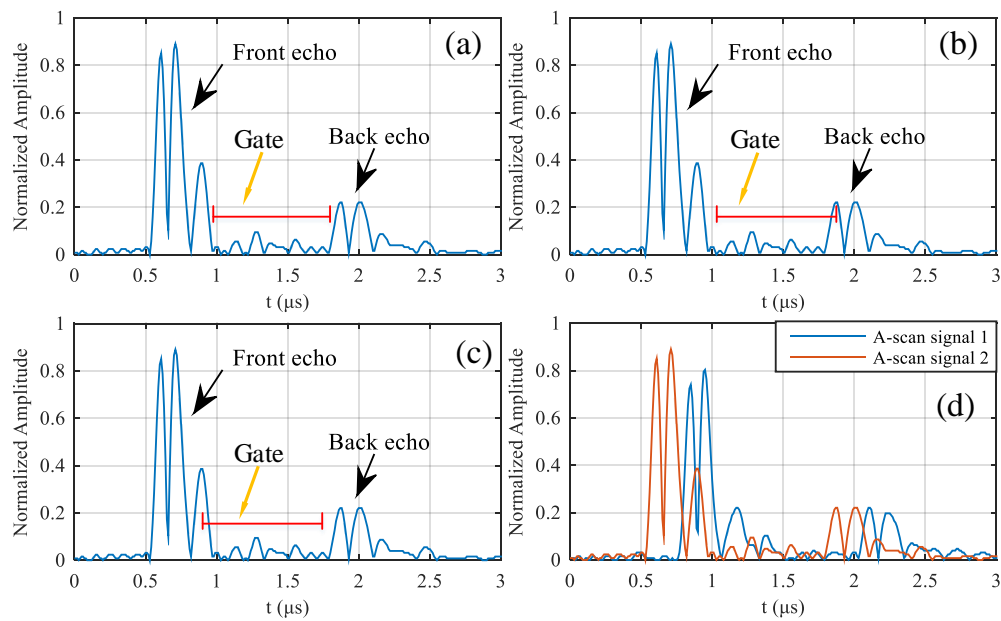 1
0.8
0.6
0.4
0.2
0
Normalized Amplitude
0 0.5 1 1.5 2 2.5 3
t (μs)
Front echo
Gate
Back echo
(a)
1
0.8
0.6
0.4
0.2
0
Normalized Amplitude
0 0.5 1 1.5 2 2.5 3
t (μs)
Front echo
Gate
Back echo
(b)
1
0.8
0.6
0.4
0.2
0
Normalized Amplitude
0 0.5 1 1.5 2 2.5 3
t (μs)
Front echo
Gate
Back echo
(c)
1
0.8
0.6
0.4
0.2
0
Normalized Amplitude
0 0.5 1 1.5 2 2.5 3
t (μs)
A-scan signal 1
A-scan signal 2
(d)